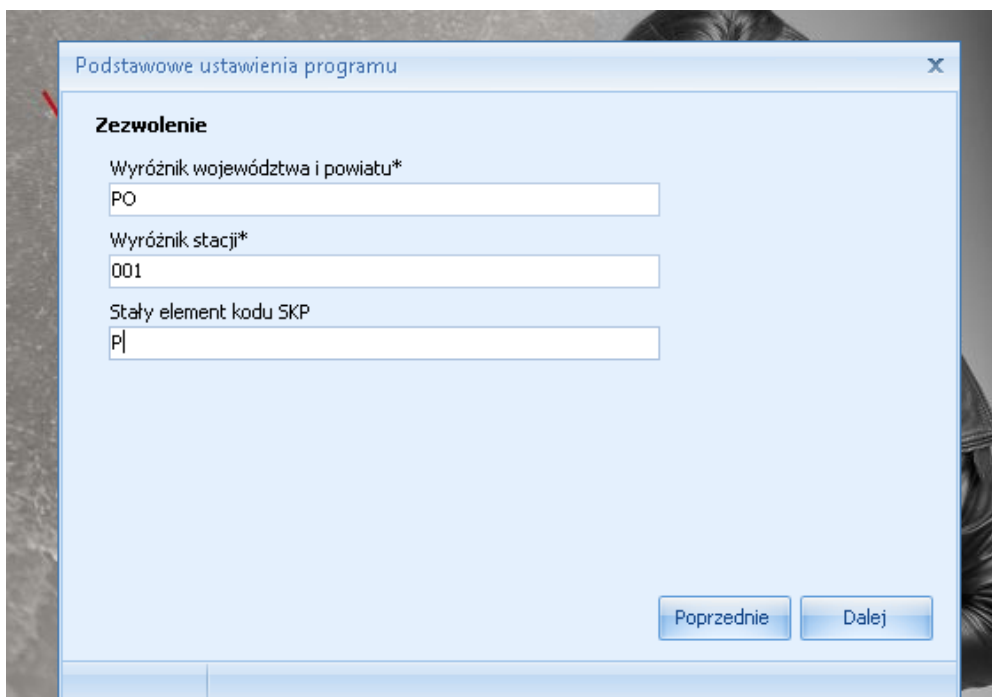 Podstawowe ustawienia programu
Zezwolenie
Wyróżnik województwa i powiatu*
PO
Wyróżnik stacji*
001
Stały element kodu SKP
P
Poprzednie Dalej